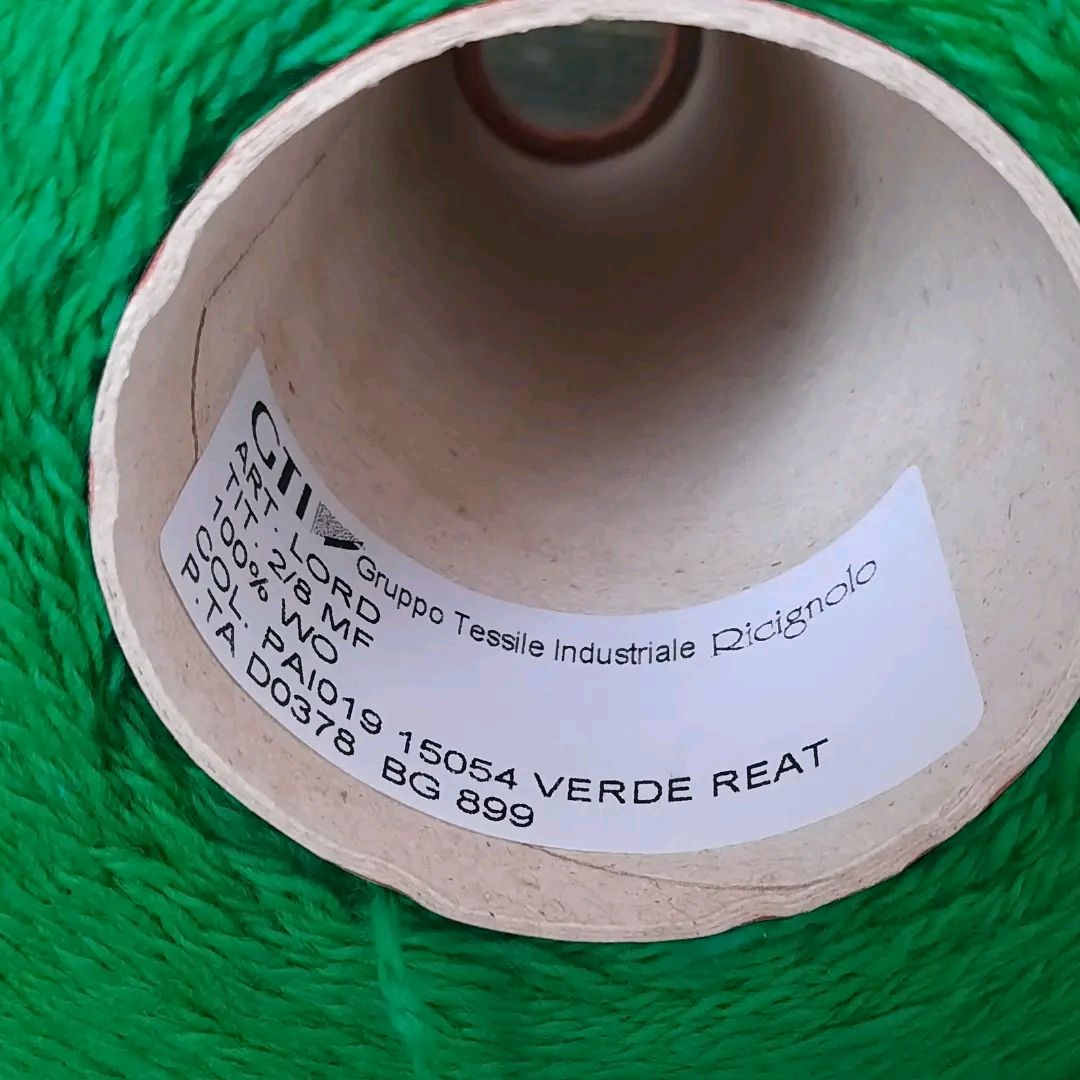 GTI Gruppo Tessile Industriale Ricignolo
ART. LORD
TIT. 2/8 MF
100% WO
COL. PAI019 15054 VERDE REAT
P.TA D0378 BG 899